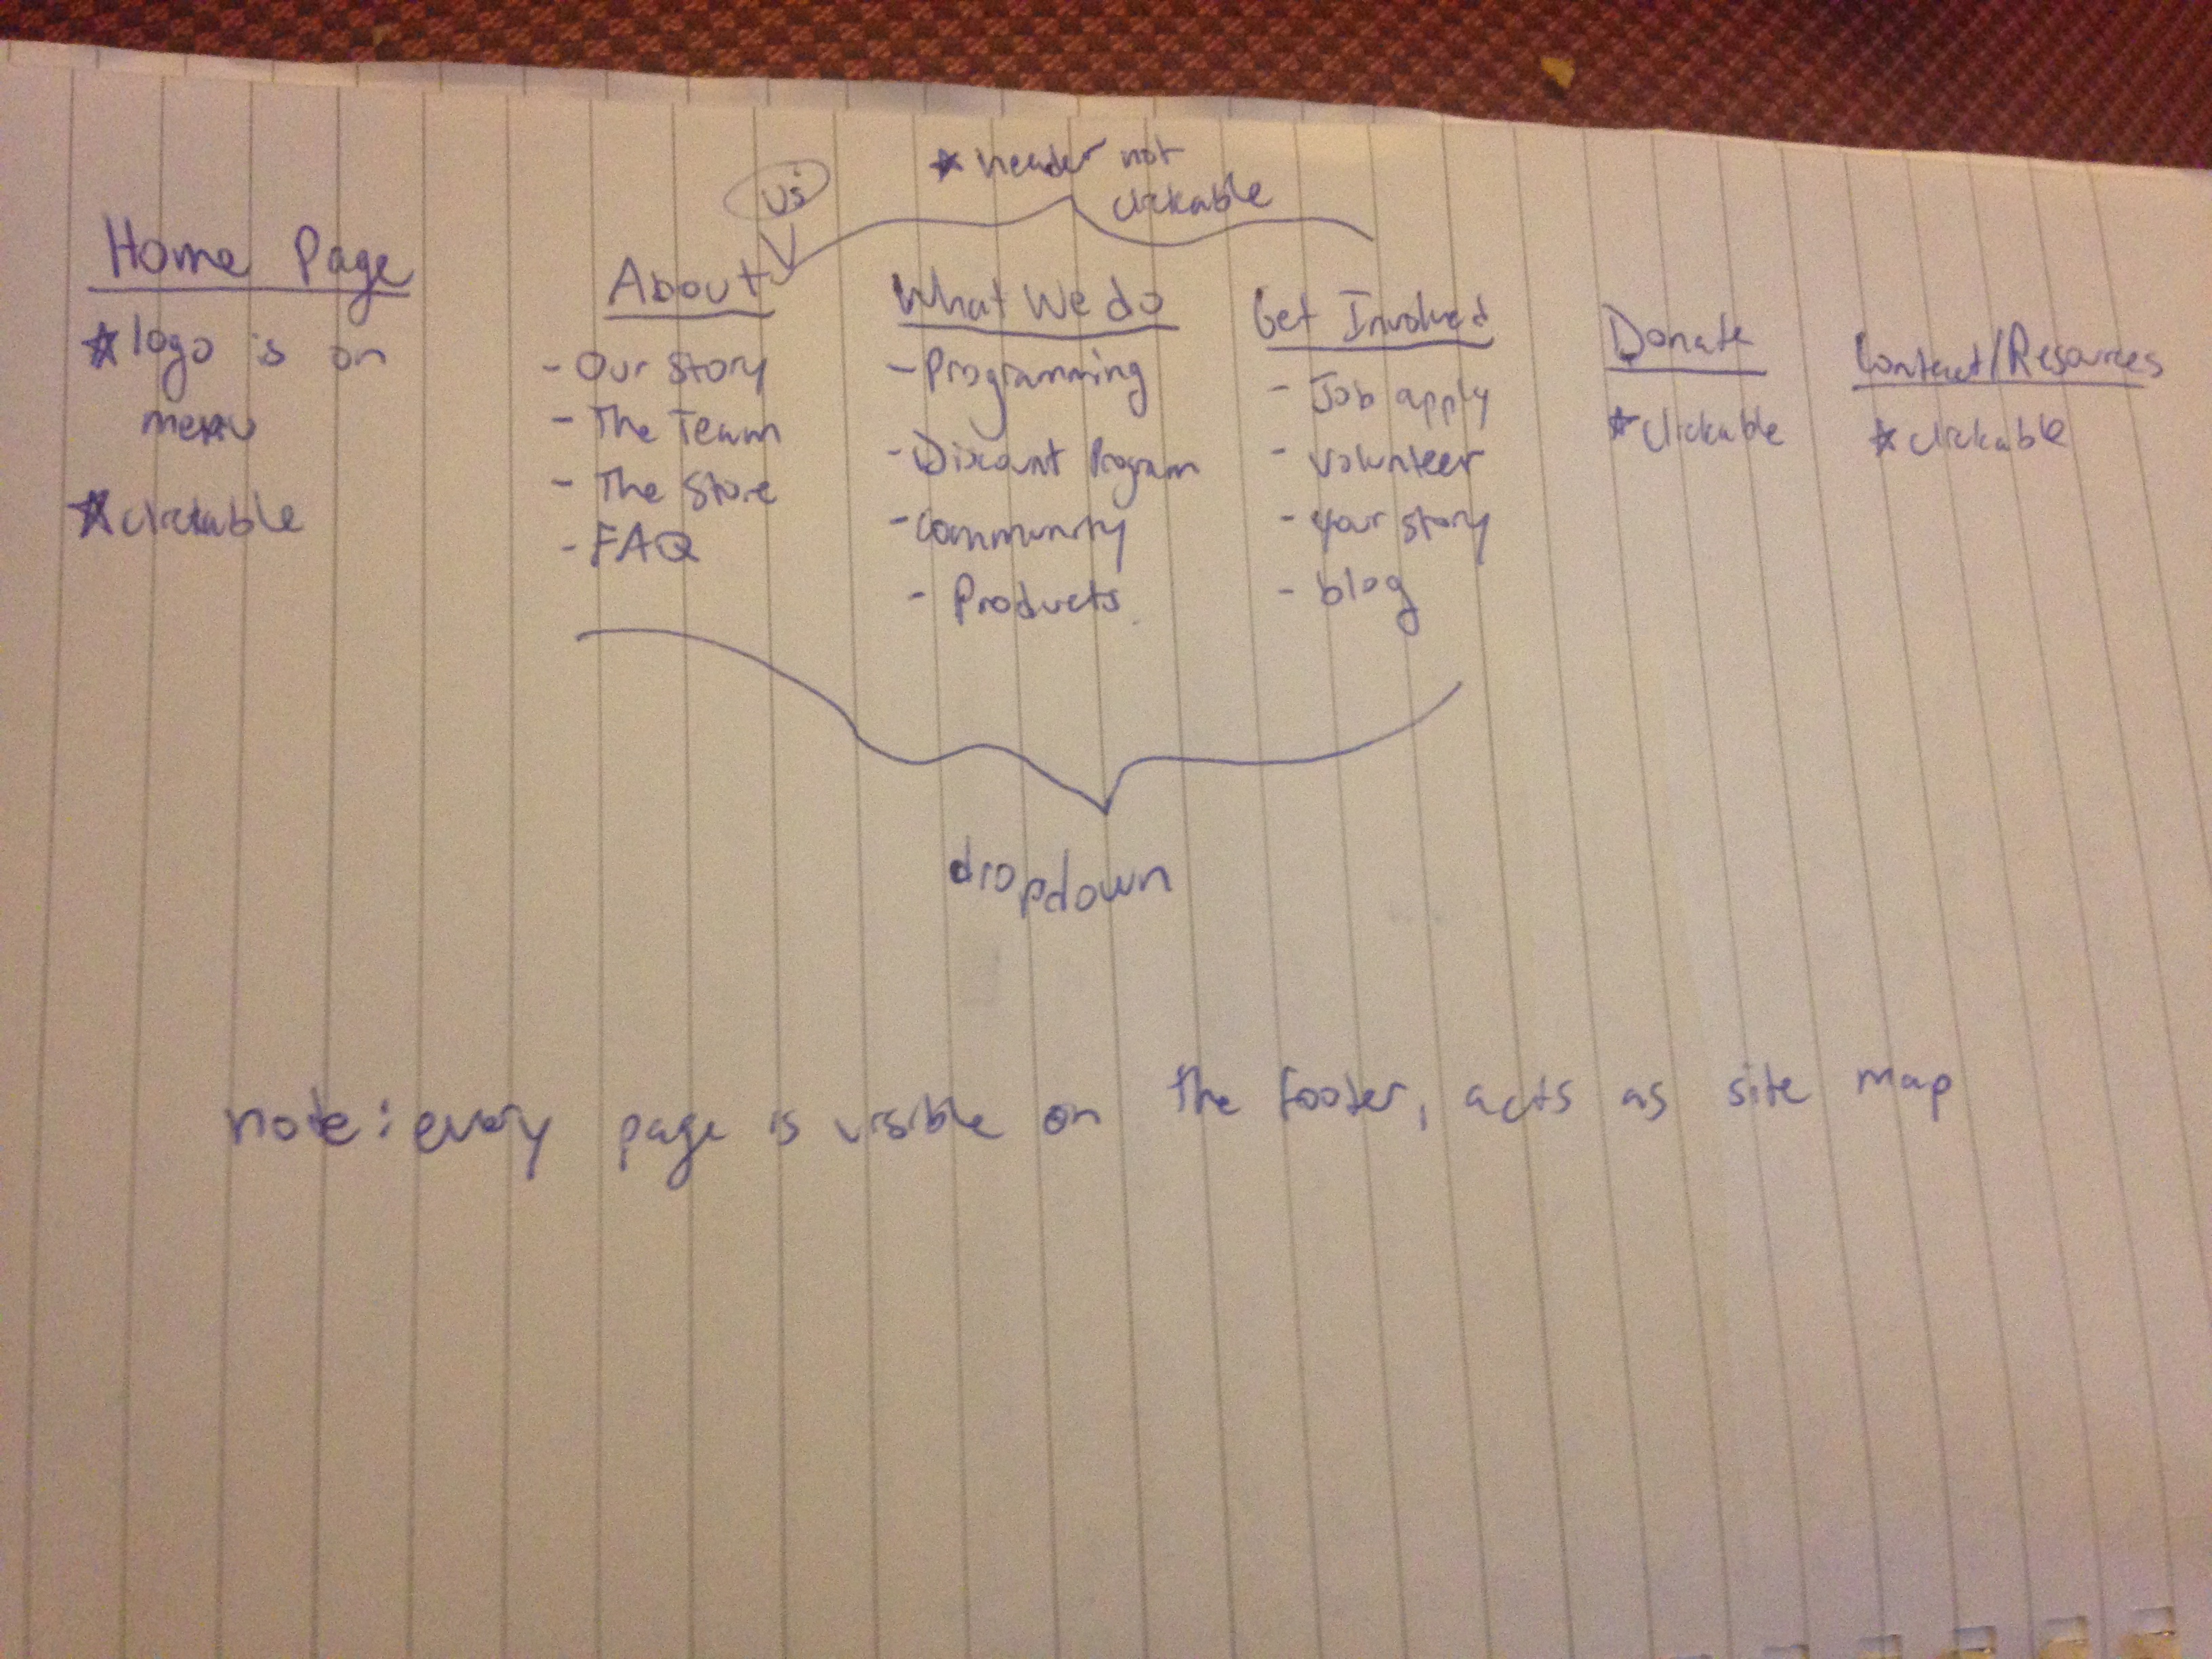 ★ header not
clickable
us
Home Page
★ logo is on
menu
★ clickable
About
- Our Story
- The Team
- The Store
- FAQ
What We do
- Programming
- Discount Program
- Community
- Products
Get Involved
- Job apply
- volunteer
- your story
- blog
Donate
★ clickable
Contact/Resources
★ clickable
dropdown
note: every page is visible on the footer, acts as site map